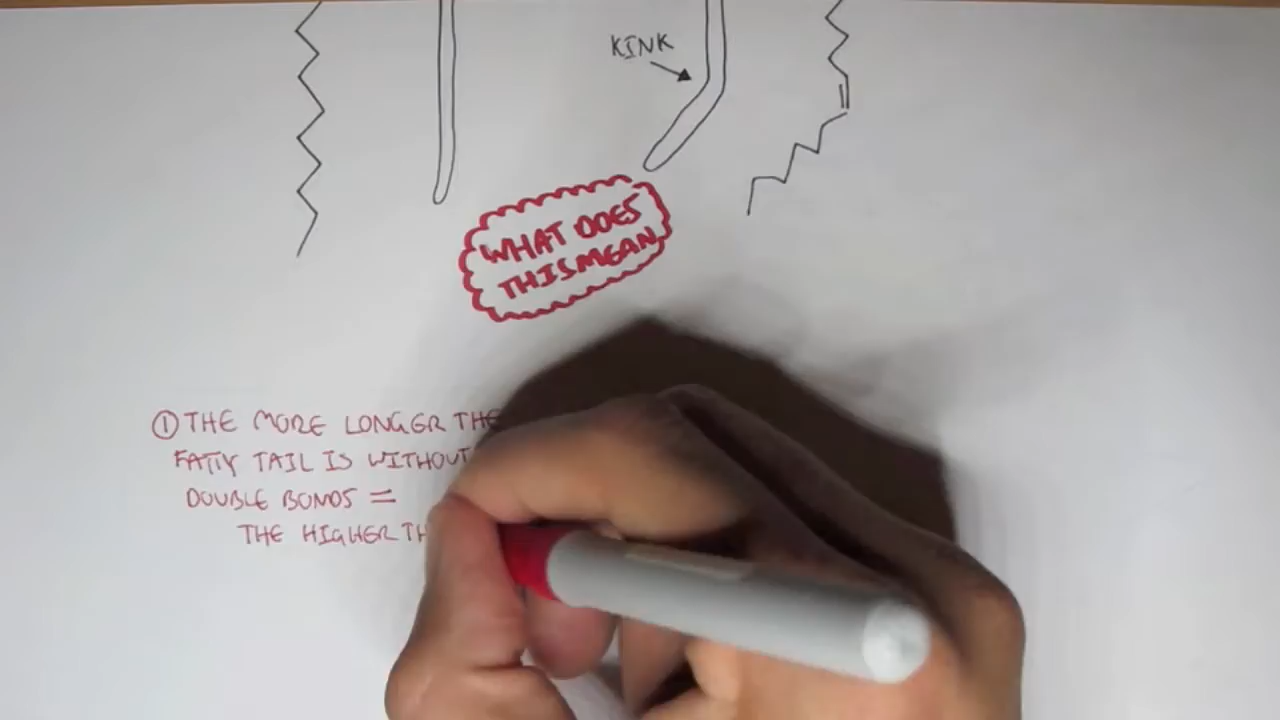 KINK
WHAT DOES
THIS MEAN
① THE MORE LONGER THE
FATTY TAIL IS WITHOUT
DOUBLE BONDS =
THE HIGHER TH